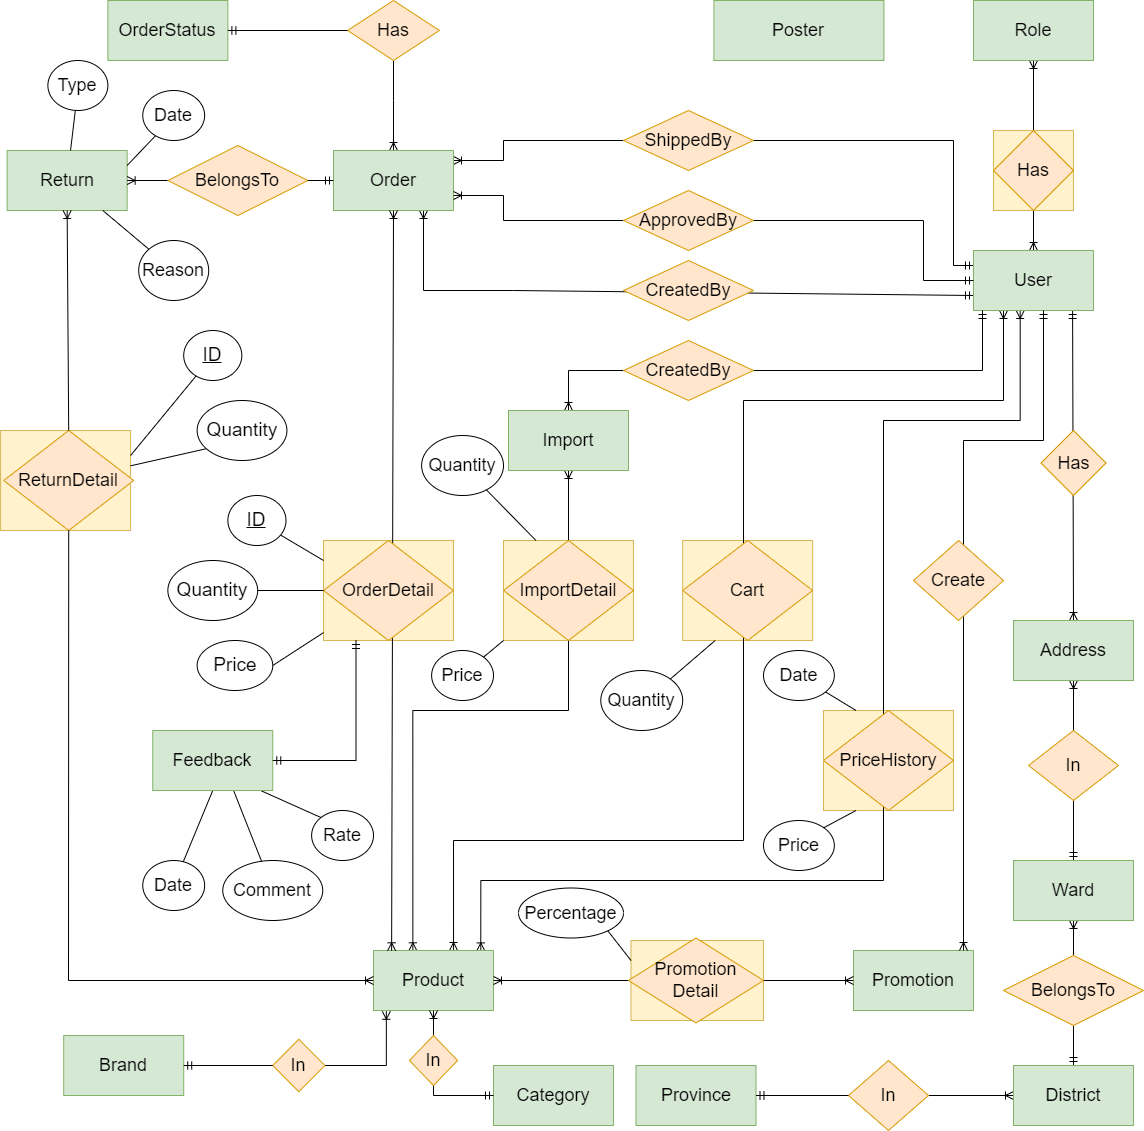 OrderStatus
Has
Poster
Role
Type
Date
ShippedBy
Return
BelongsTo
Order
Has
ApprovedBy
Reason
CreatedBy
User
ID
CreatedBy
Quantity
Import
Has
Quantity
ReturnDetail
ID
Quantity
OrderDetail
ImportDetail
Cart
Create
Price
Price
Quantity
Date
Address
Feedback
PriceHistory
In
Rate
Price
Date
Comment
Ward
Percentage
Product
Promotion
Detail
Promotion
BelongsTo
Brand
In
In
Category
Province
In
District